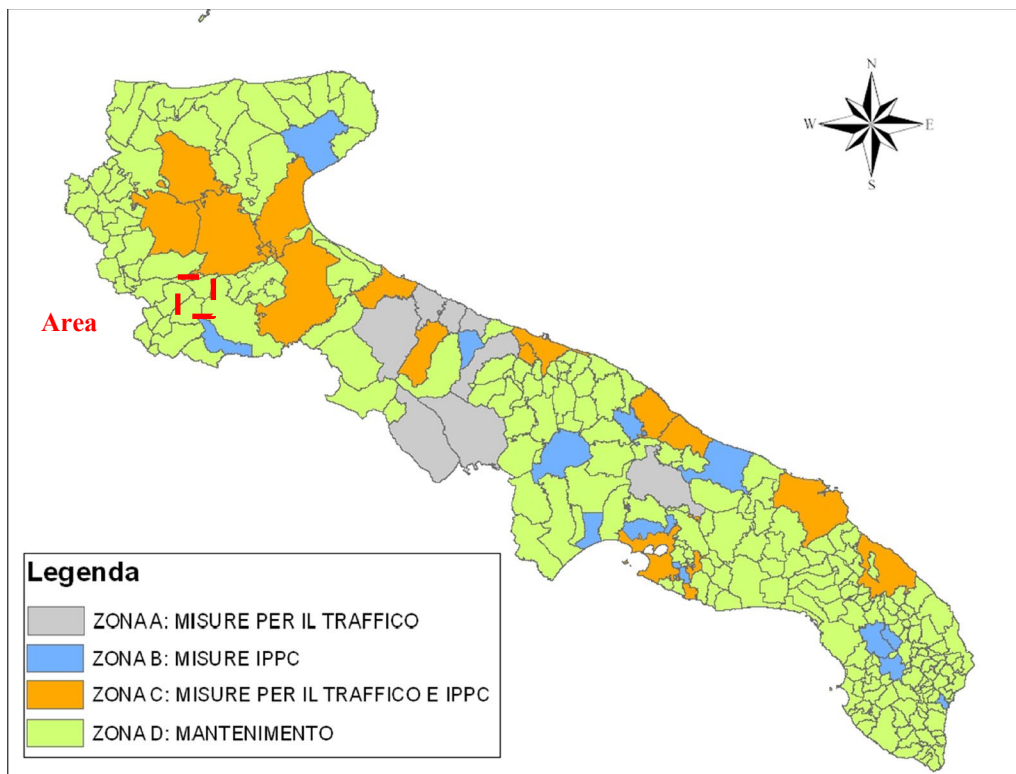 N
W
E
S
Area
Legenda
ZONA A: MISURE PER IL TRAFFICO
ZONA B: MISURE IPPC
ZONA C: MISURE PER IL TRAFFICO E IPPC
ZONA D: MANTENIMENTO